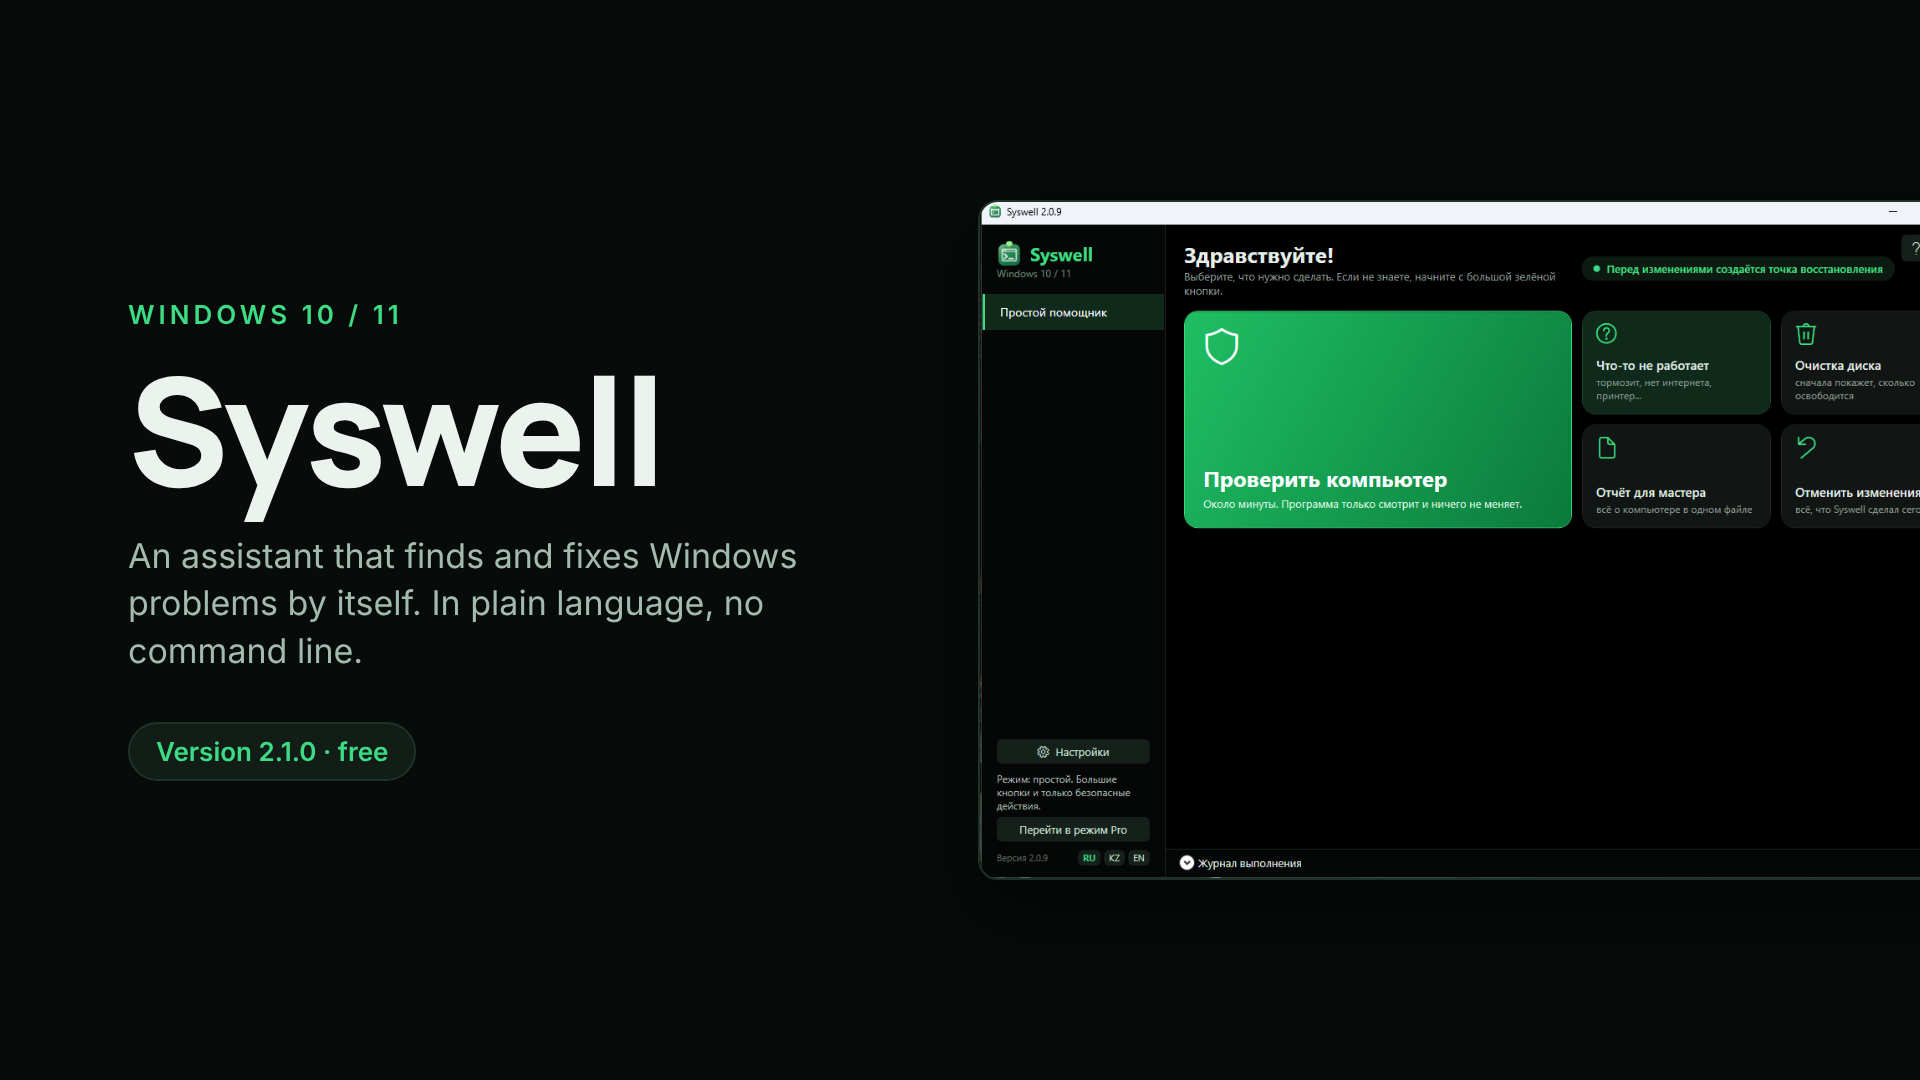 WINDOWS 10 / 11
Syswell
An assistant that finds and fixes Windows
problems by itself. In plain language, no
command line.
Version 2.1.0 · free
Syswell 2.0.9
Syswell
Windows 10 / 11
Простой помощник
Настройки
Режим: простой. Большие
кнопки и только безопасные
действия.
Перейти в режим Pro
Версия 2.0.9
RU KZ EN
Здравствуйте!
Выберите, что нужно сделать. Если не знаете, начните с большой зелёной
кнопки.
Перед изменениями создаётся точка восстановления
?
Проверить компьютер
Около минуты. Программа только смотрит и ничего не меняет.
Что-то не работает
тормозит, нет интернета,
принтер...
Очистка диска
сначала покажет, сколько
освободится
Отчёт для мастера
всё о компьютере в одном файле
Отменить изменения
всё, что Syswell сделал
Журнал выполнения